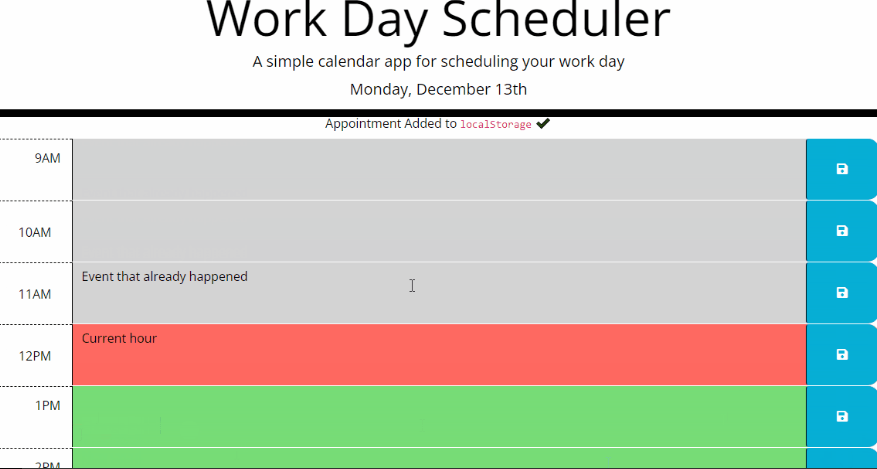 Work Day Scheduler
A simple calendar app for scheduling your work day
Monday, December 13th
Appointment Added to localStorage ✔
9AM
10AM
11AM Event that already happened
12PM Current hour
1PM
2PM